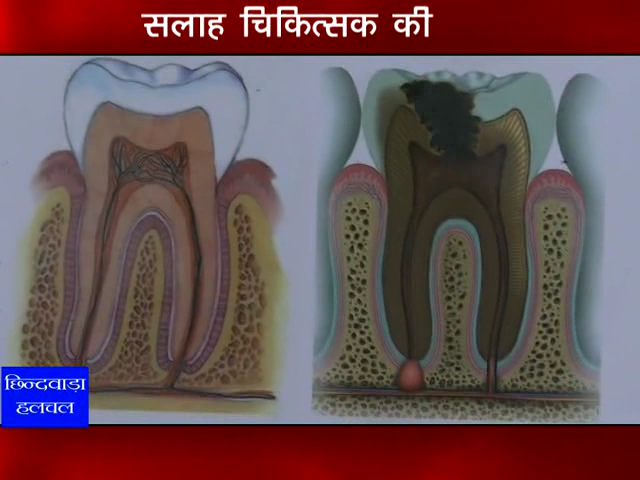 सलाह चिकित्सक की
छिन्दवाड़ा
हलचल